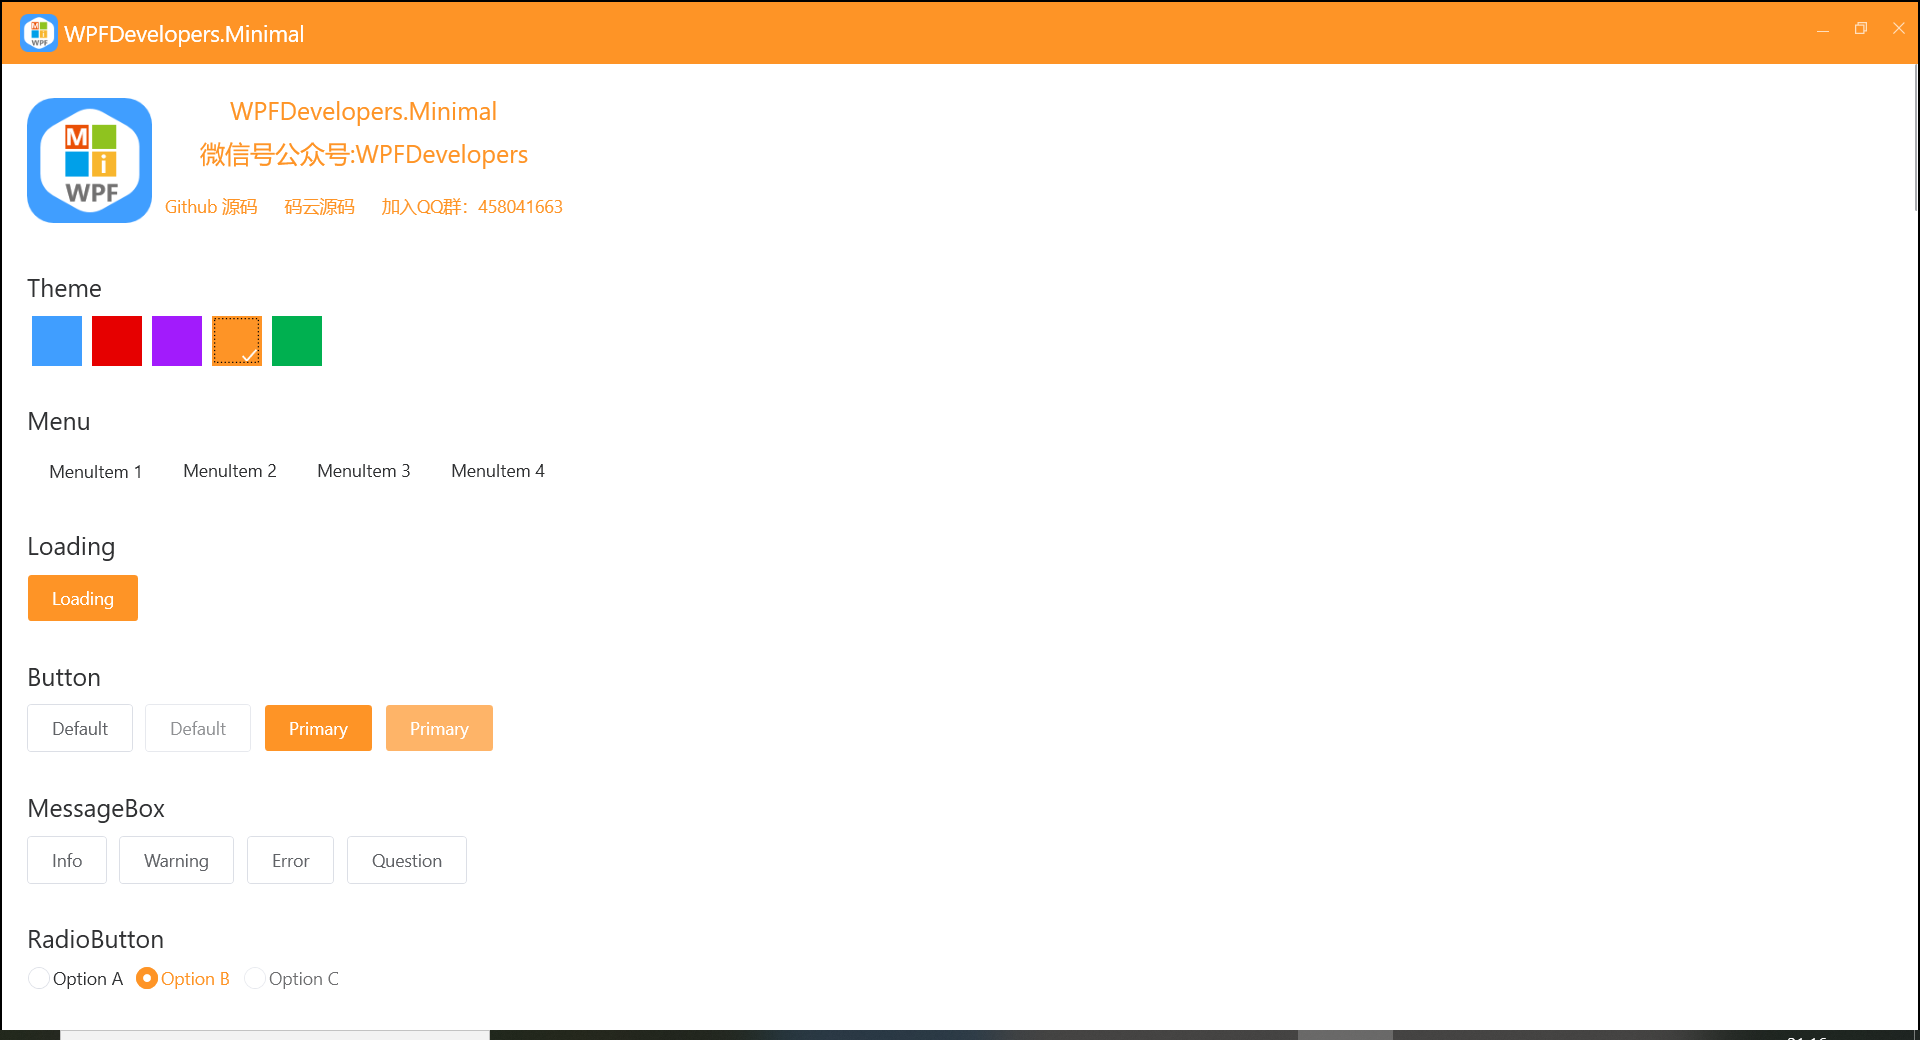 WPFDevelopers.Minimal
WPFDevelopers.Minimal
微信号公众号:WPFDevelopers
Github 源码 码云源码 加入QQ群：458041663
M
i
WPF
Theme
Menu
MenuItem 1 MenuItem 2 MenuItem 3 MenuItem 4
Loading
Loading
Button
Default Default Primary Primary
MessageBox
Info Warning Error Question
RadioButton
Option A Option B Option C